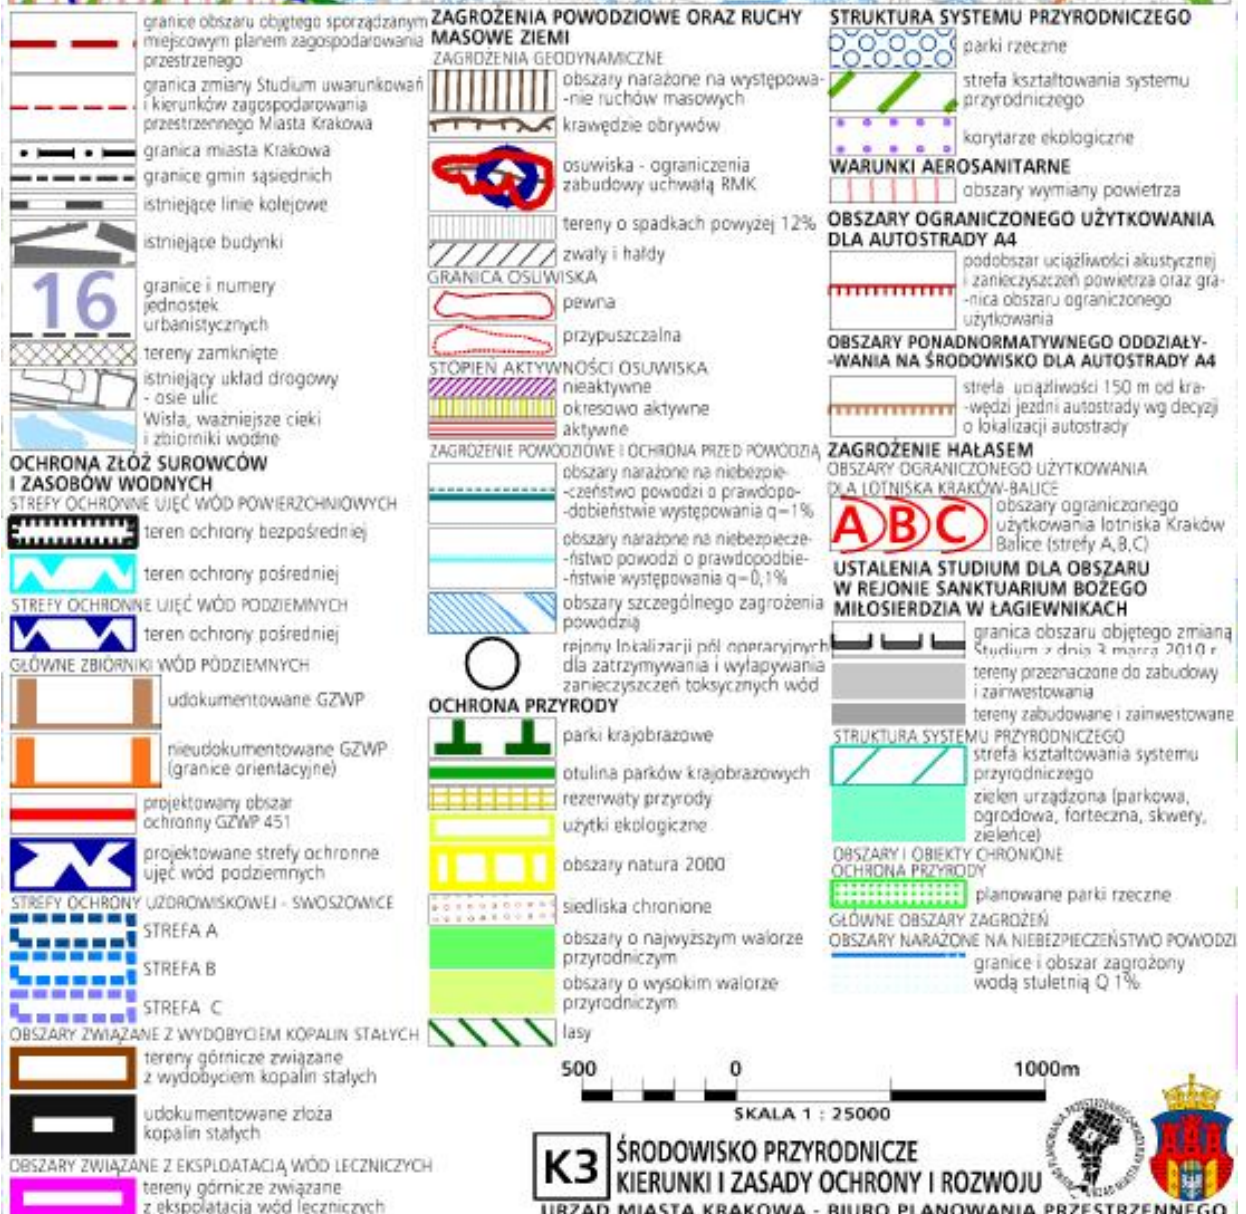 granice obszaru objętego sporządzanym
miejscowym planem zagospodarowania
przestrzenego
granica zmiany Studium uwarunkowań
i kierunków zagospodarowania
przestrzennego Miasta Krakowa
granica miasta Krakowa
granice gmin sąsiednich
istniejące linie kolejowe
istniejące budynki
16
granice i numery
jednostek
urbanistycznych
tereny zamknięte
istniejący układ drogowy
- osie ulic
Wisła, ważniejsze cieki
i zbiorniki wodne
OCHRONA ZŁÓŻ SUROWCÓW
I ZASOBÓW WODNYCH
STREFY OCHRONNE UJĘĆ WÓD POWIERZCHNIOWYCH
teren ochrony bezpośredniej
teren ochrony pośredniej
STREFY OCHRONNE UJĘĆ WÓD PODZIEMNYCH
teren ochrony pośredniej
GŁÓWNE ZBIORNIKI WÓD PODZIEMNYCH
udokumentowane GZWP
nieudokumentowane GZWP
(granice orientacyjne)
projektowany obszar
ochronny GZWP 451
projektowane strefy ochronne
ujęć wód podziemnych
STREFY OCHRONY UZDROWISKOWEJ - SWOSZOWICE
STREFA A
STREFA B
STREFA C
OBSZARY ZWIĄZANE Z WYDOBYCIEM KOPALIN STAŁYCH
tereny górnicze związane
z wydobyciem kopalin stałych
udokumentowane złoża
kopalin stałych
OBSZARY ZWIĄZANE Z EKSPLOATACJĄ WÓD LECZNICZYCH
tereny górnicze związane
z ekspolatacją wód leczniczych
ZAGROŻENIA POWODZIOWE ORAZ RUCHY
MASOWE ZIEMI
ZAGROŻENIA GEODYNAMICZNE
obszary narażone na występowa-
-nie ruchów masowych
krawędzie obrywów
osuwiska - ograniczenia
zabudowy uchwałą RMK
tereny o spadkach powyżej 12%
zwały i hałdy
GRANICA OSUWISKA
pewna
przypuszczalna
STOPIEŃ AKTYWNOŚCI OSUWISKA
nieaktywne
okresowo aktywne
aktywne
ZAGROŻENIE POWODZIOWE I OCHRONA PRZED POWODZIĄ
obszary narażone na niebezpie-
-czeństwo powodzi o prawdopo-
-dobieństwie występowania q=1%
obszary narażone na niebezpiecze-
-ństwo powodzi o prawdopodbie-
-ństwie występowania q=0,1%
obszary szczególnego zagrożenia
powodzią
rejony lokalizacji pól operacyjnych
dla zatrzymywania i wyłapywania
zanieczyszczeń toksycznych wód
OCHRONA PRZYRODY
parki krajobrazowe
otulina parków krajobrazowych
rezerwaty przyrody
użytki ekologiczne
obszary natura 2000
siedliska chronione
obszary o najwyższym walorze
przyrodniczym
obszary o wysokim walorze
przyrodniczym
lasy
STRUKTURA SYSTEMU PRZYRODNICZEGO
parki rzeczne
strefa kształtowania systemu
przyrodniczego
korytarze ekologiczne
WARUNKI AEROSANITARNE
obszary wymiany powietrza
OBSZARY OGRANICZONEGO UŻYTKOWANIA
DLA AUTOSTRADY A4
podobszar uciążliwości akustycznej
i zanieczyszczeń powietrza oraz gra-
-nica obszaru ograniczonego
użytkowania
OBSZARY PONADNORMATYWNEGO ODDZIAŁY-
-WANIA NA ŚRODOWISKO DLA AUTOSTRADY A4
strefa uciążliwości 150 m od kra-
-wędzi jezdni autostrady wg decyzji
o lokalizacji autostrady
ZAGROŻENIE HAŁASEM
OBSZARY OGRANICZONEGO UŻYTKOWANIA
DLA LOTNISKA KRAKÓW-BALICE
A B C
obszary ograniczonego
użytkowania lotniska Kraków
Balice (strefy A,B,C)
USTALENIA STUDIUM DLA OBSZARU
W REJONIE SANKTUARIUM BOŻEGO
MIŁOSIERDZIA W ŁAGIEWNIKACH
granica obszaru objętego zmianą
Studium z dnia 3 marca 2010 r.
tereny przeznaczone do zabudowy
i zainwestowania
tereny zabudowane i zainwestowane
STRUKTURA SYSTEMU PRZYRODNICZEGO
strefa kształtowania systemu
przyrodniczego
zielen urządzona (parkowa,
ogrodowa, forteczna, skwery,
zieleńce)
OBSZARY I OBIEKTY CHRONIONE
OCHRONA PRZYRODY
planowane parki rzeczne
GŁÓWNE OBSZARY ZAGROŻEŃ
OBSZARY NARAŻONE NA NIEBEZPIECZEŃSTWO POWODZI
granice i obszar zagrożony
wodą stuletnią Q 1%
500 0 1000m
SKALA 1 : 25000
K3
ŚRODOWISKO PRZYRODNICZE
KIERUNKI I ZASADY OCHRONY I ROZWOJU
URZĄD MIASTA KRAKOWA - BIURO PLANOWANIA PRZESTRZENNEGO